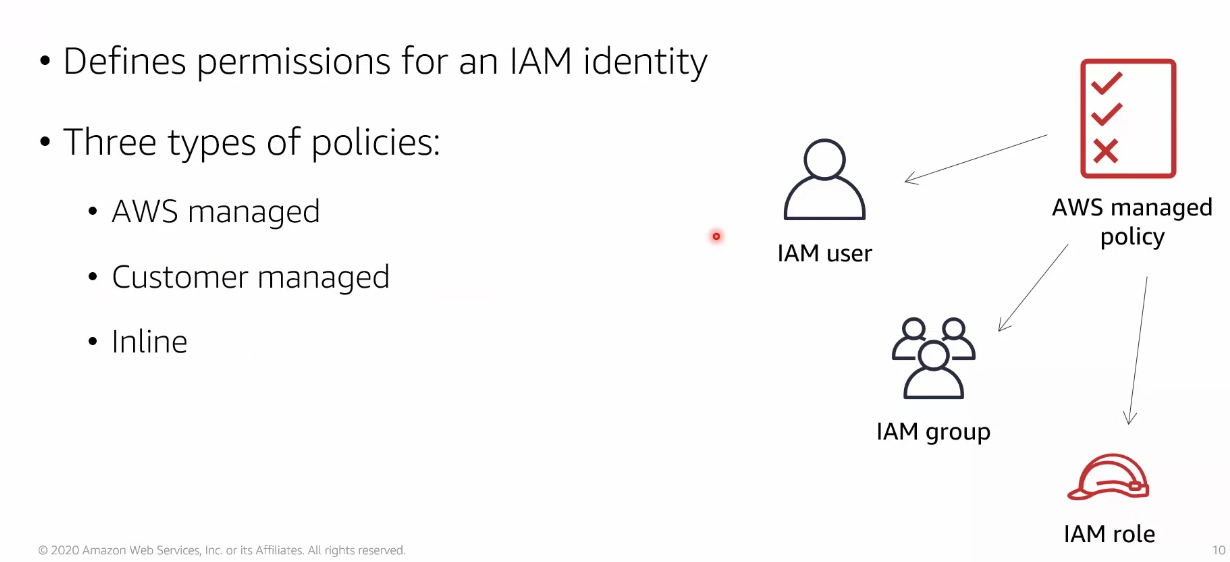 • Defines permissions for an IAM identity
• Three types of policies:
• AWS managed
• Customer managed
• Inline
AWS managed
policy
IAM user
IAM group
IAM role
© 2020 Amazon Web Services, Inc. or its Affiliates. All rights reserved.
10